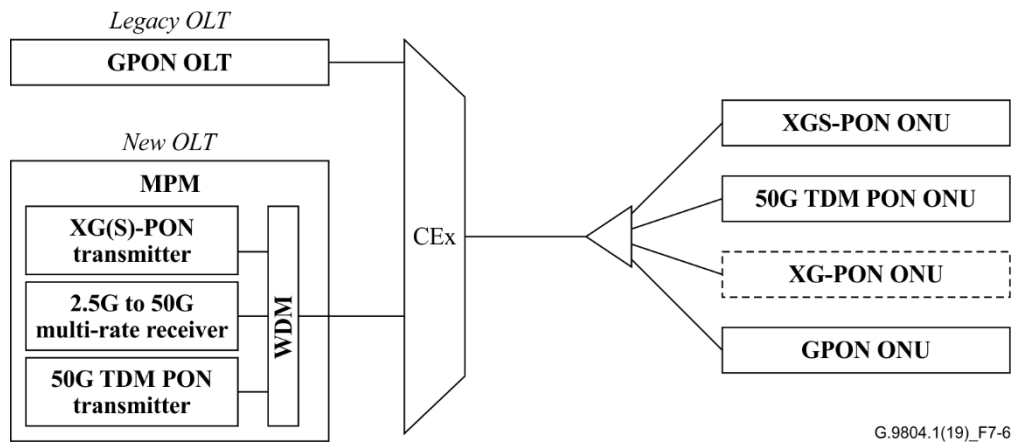 Legacy OLT
GPON OLT
New OLT
MPM
XG(S)-PON
transmitter
2.5G to 50G
multi-rate receiver
50G TDM PON
transmitter
WDM
CEx
XGS-PON ONU
50G TDM PON ONU
XG-PON ONU
GPON ONU
G.9804.1(19)_F7-6